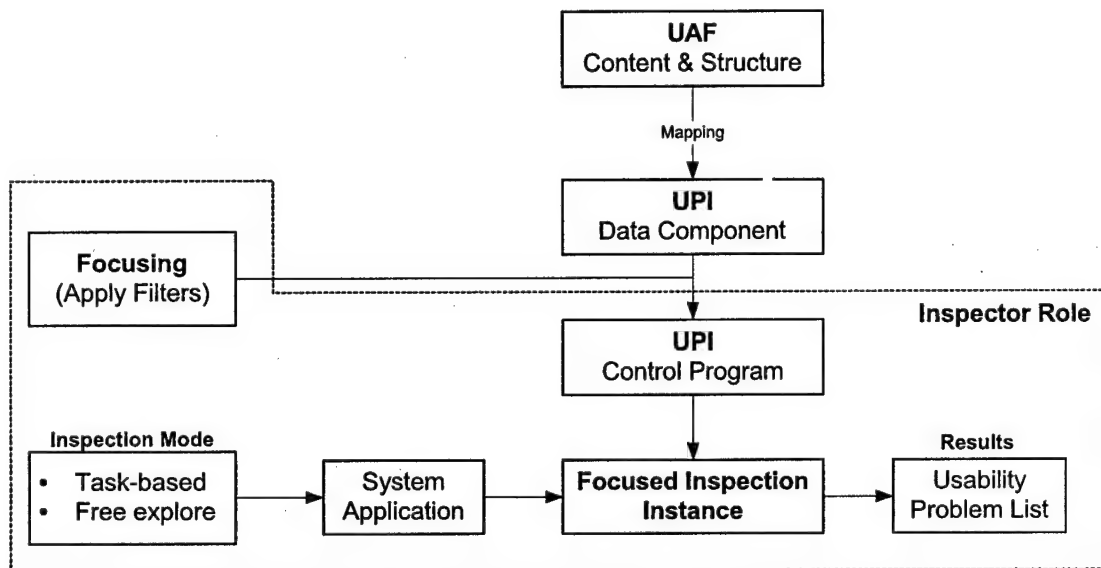 UAF
Content & Structure
Mapping
UPI
Data Component
Focusing
(Apply Filters)
Inspector Role
UPI
Control Program
Inspection Mode
• Task-based
• Free explore
System
Application
Focused Inspection
Instance
Results
Usability
Problem List